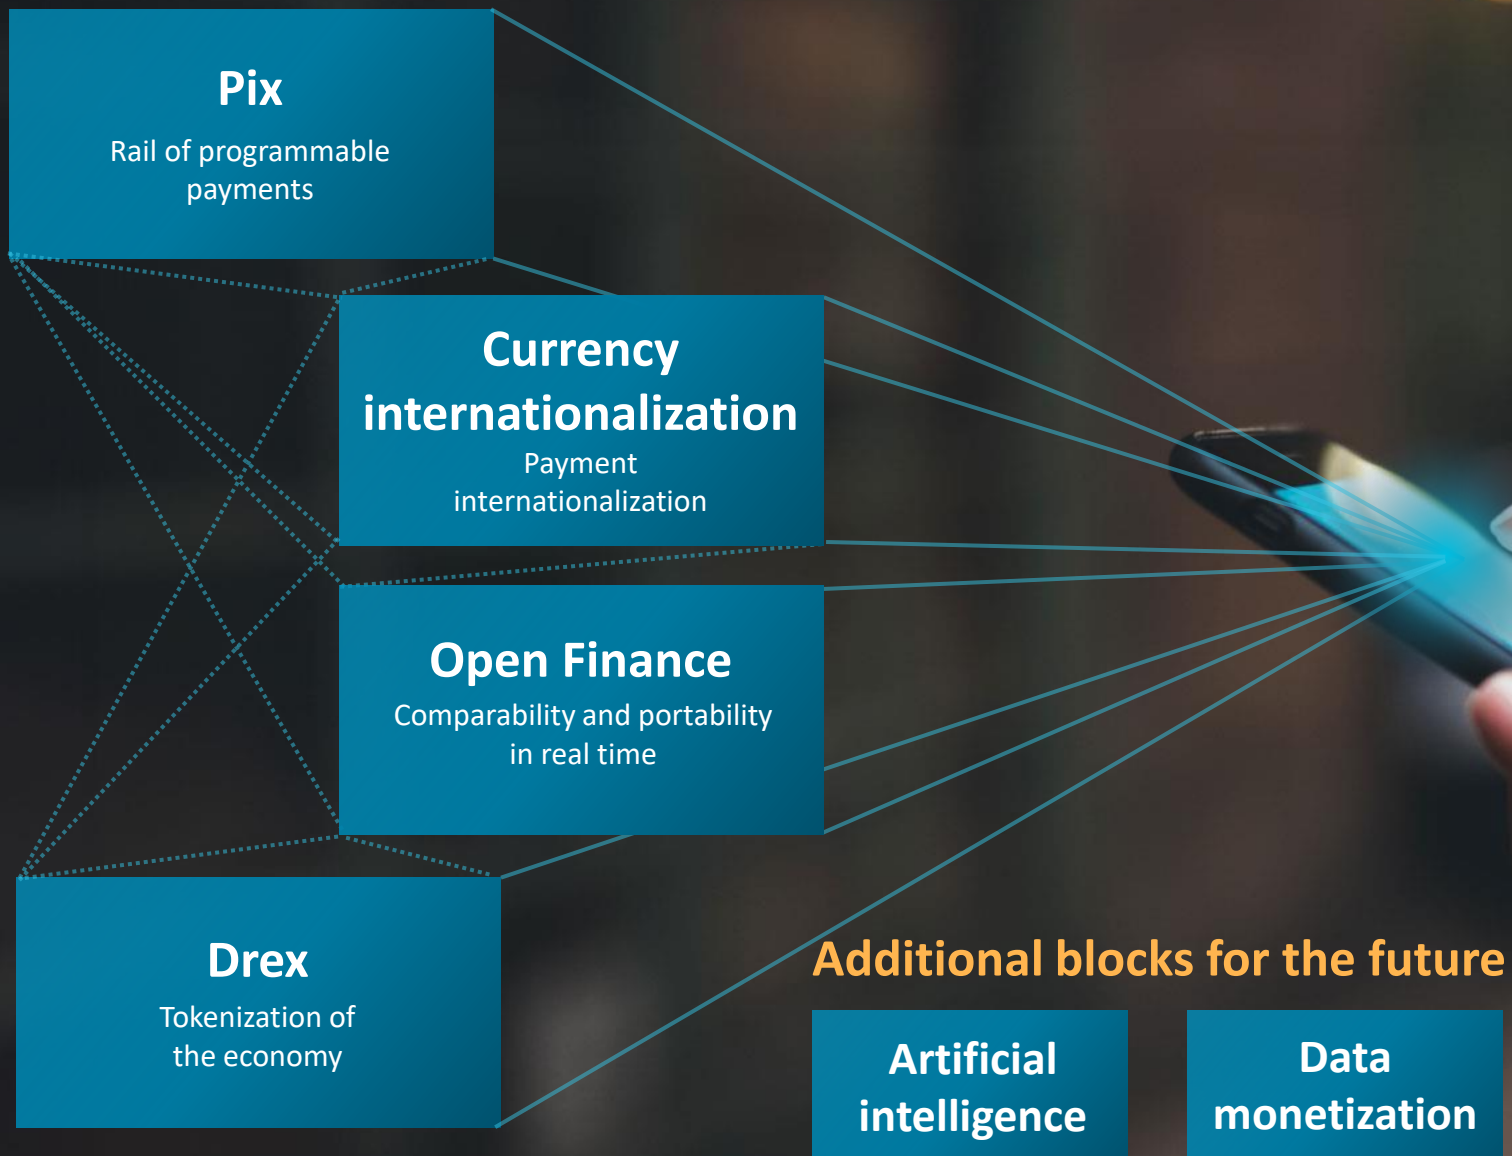 Pix
Rail of programmable
payments
Currency
internationalization
Payment
internationalization
Open Finance
Comparability and portability
in real time
Drex
Tokenization of
the economy
Additional blocks for the future
Artificial
intelligence
Data
monetization